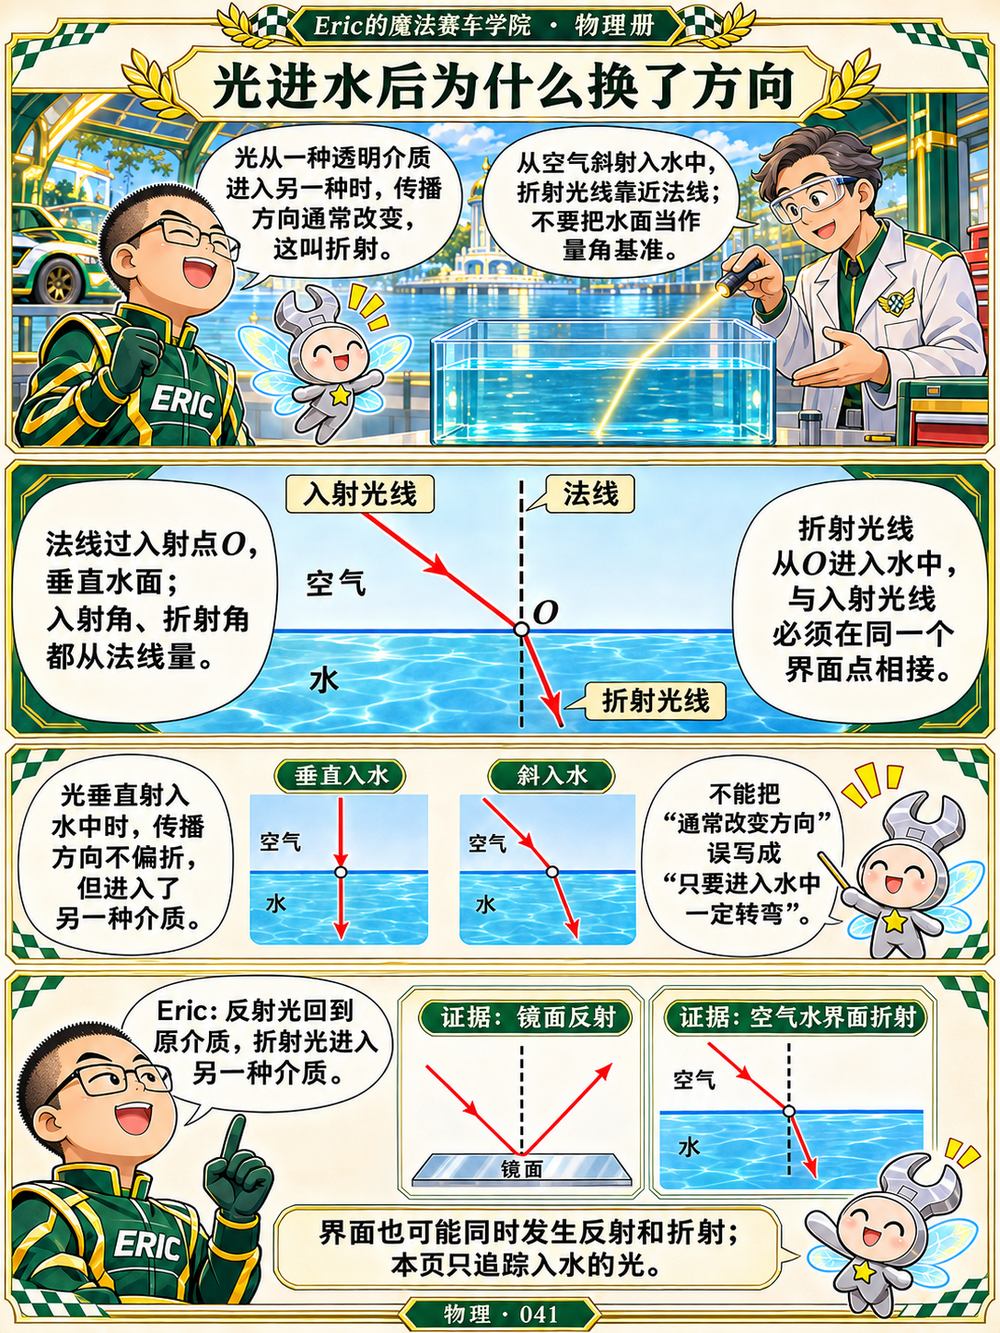 Eric的魔法赛车学院 · 物理册
光进水后为什么换了方向
光从一种透明介质
进入另一种时，传播
方向通常改变，
这叫折射。
从空气斜射入水中，
折射光线靠近法线；
不要把水面当作
量角基准。
ERIC
法线过入射点O，
垂直水面；
入射角、折射角
都从法线量。
入射光线
法线
空气
O
水
折射光线
折射光线
从O进入水中，
与入射光线
必须在同一个
界面点相接。
光垂直射入
水中时，传播
方向不偏折，
但进入了
另一种介质。
垂直入水
空气
水
斜入水
空气
水
不能把
“通常改变方向”
误写成
“只要进入水中
一定转弯”。
Eric：反射光回到
原介质，折射光进入
另一种介质。
ERIC
证据：镜面反射
镜面
证据：空气水界面折射
空气
水
界面也可能同时发生反射和折射；
本页只追踪入水的光。
物理 · 041